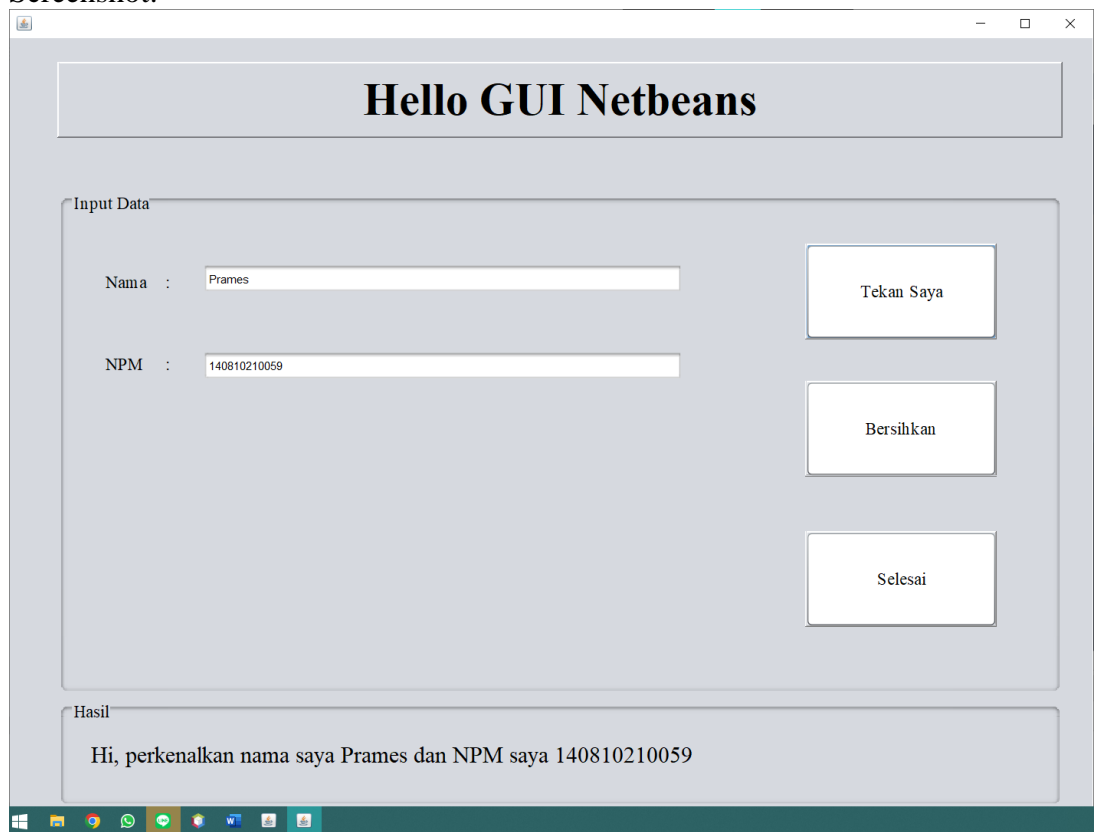 Screenshot:
Hello GUI Netbeans
Input Data
Nama :
Prames
Tekan Saya
NPM :
140810210059
Bersihkan
Selesai
Hasil
Hi, perkenalkan nama saya Prames dan NPM saya 140810210059